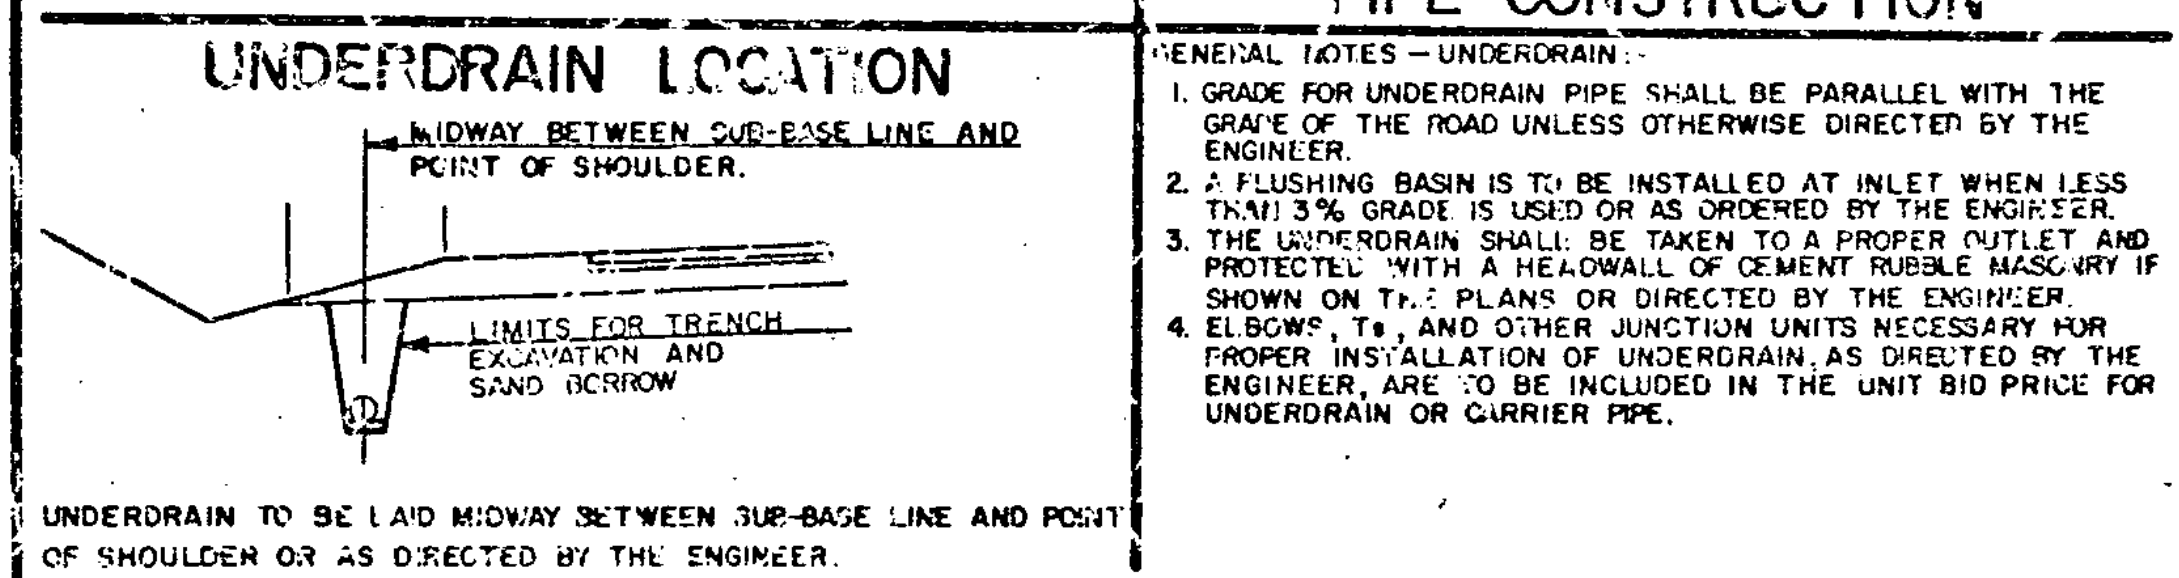 PIPE CONSTRUCTION
UNDERDRAIN LOCATION
MIDWAY BETWEEN SUB-BASE LINE AND
POINT OF SHOULDER.
LIMITS FOR TRENCH
EXCAVATION AND
SAND BORROW
UNDERDRAIN TO BE LAID MIDWAY BETWEEN SUB-BASE LINE AND POINT
OF SHOULDER OR AS DIRECTED BY THE ENGINEER.
GENERAL NOTES — UNDERDRAIN :-
1. GRADE FOR UNDERDRAIN PIPE SHALL BE PARALLEL WITH THE
GRADE OF THE ROAD UNLESS OTHERWISE DIRECTED BY THE
ENGINEER.
2. A FLUSHING BASIN IS TO BE INSTALLED AT INLET WHEN LESS
THAN 3% GRADE IS USED OR AS ORDERED BY THE ENGINEER.
3. THE UNDERDRAIN SHALL BE TAKEN TO A PROPER OUTLET AND
PROTECTED WITH A HEADWALL OF CEMENT RUBBLE MASONRY IF
SHOWN ON THE PLANS OR DIRECTED BY THE ENGINEER.
4. ELBOWS, Ts, AND OTHER JUNCTION UNITS NECESSARY FOR
PROPER INSTALLATION OF UNDERDRAIN, AS DIRECTED BY THE
ENGINEER, ARE TO BE INCLUDED IN THE UNIT BID PRICE FOR
UNDERDRAIN OR CARRIER PIPE.